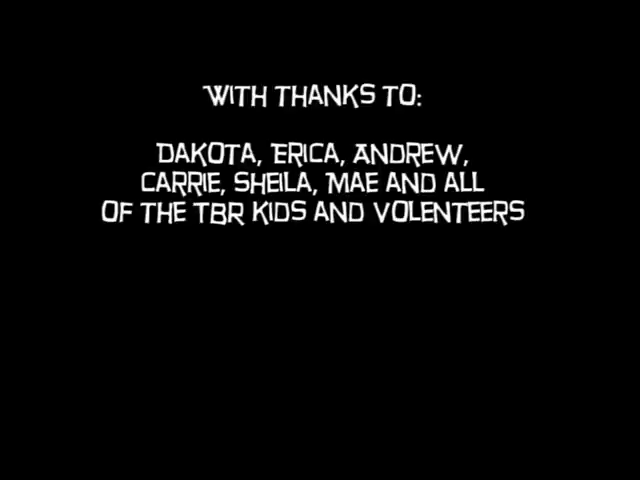 WITH THANKS TO:
DAKOTA, ERICA, ANDREW,
CARRIE, SHEILA, MAE AND ALL
OF THE TBR KIDS AND VOLENTEERS